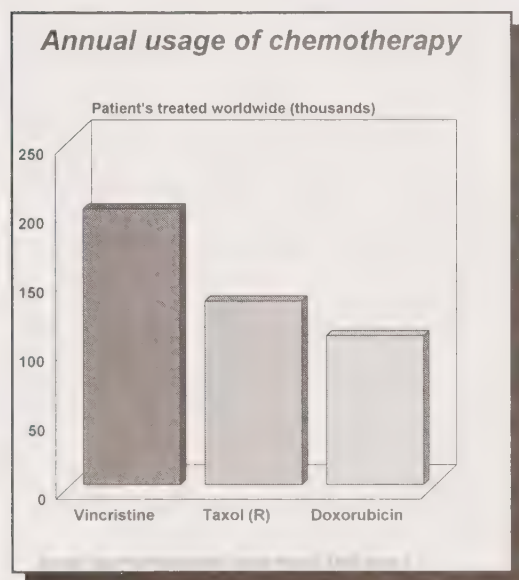 Annual usage of chemotherapy
Patient's treated worldwide (thousands)
250
200
150
100
50
0
Vincristine Taxol (R) Doxorubicin